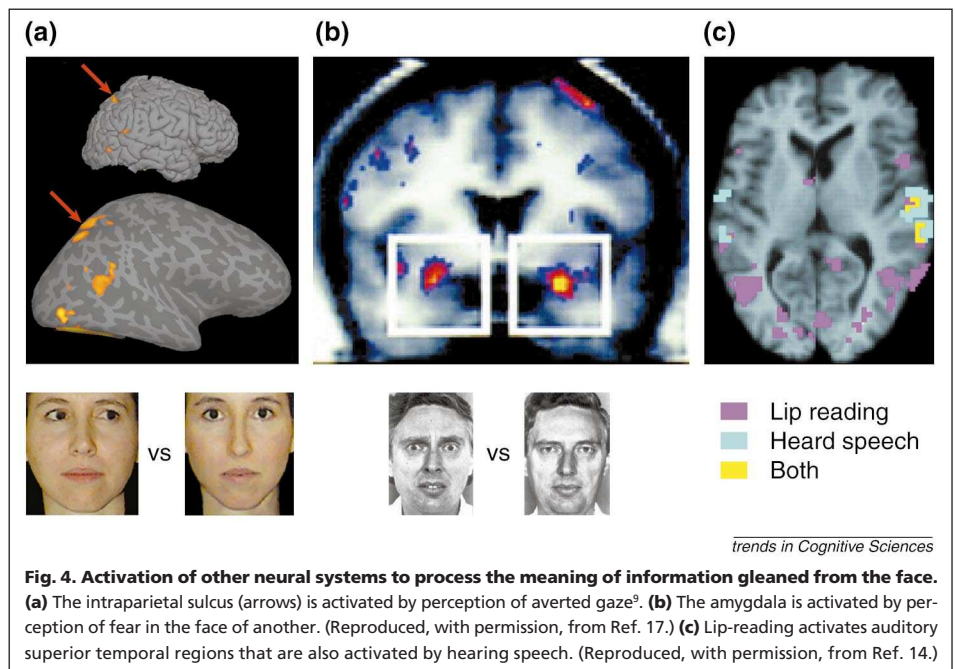 (a)
(b)
(c)
vs
vs
Lip reading
Heard speech
Both
trends in Cognitive Sciences
Fig. 4. Activation of other neural systems to process the meaning of information gleaned from the face.
(a) The intraparietal sulcus (arrows) is activated by perception of averted gaze⁹. (b) The amygdala is activated by per-
ception of fear in the face of another. (Reproduced, with permission, from Ref. 17.) (c) Lip-reading activates auditory
superior temporal regions that are also activated by hearing speech. (Reproduced, with permission, from Ref. 14.)